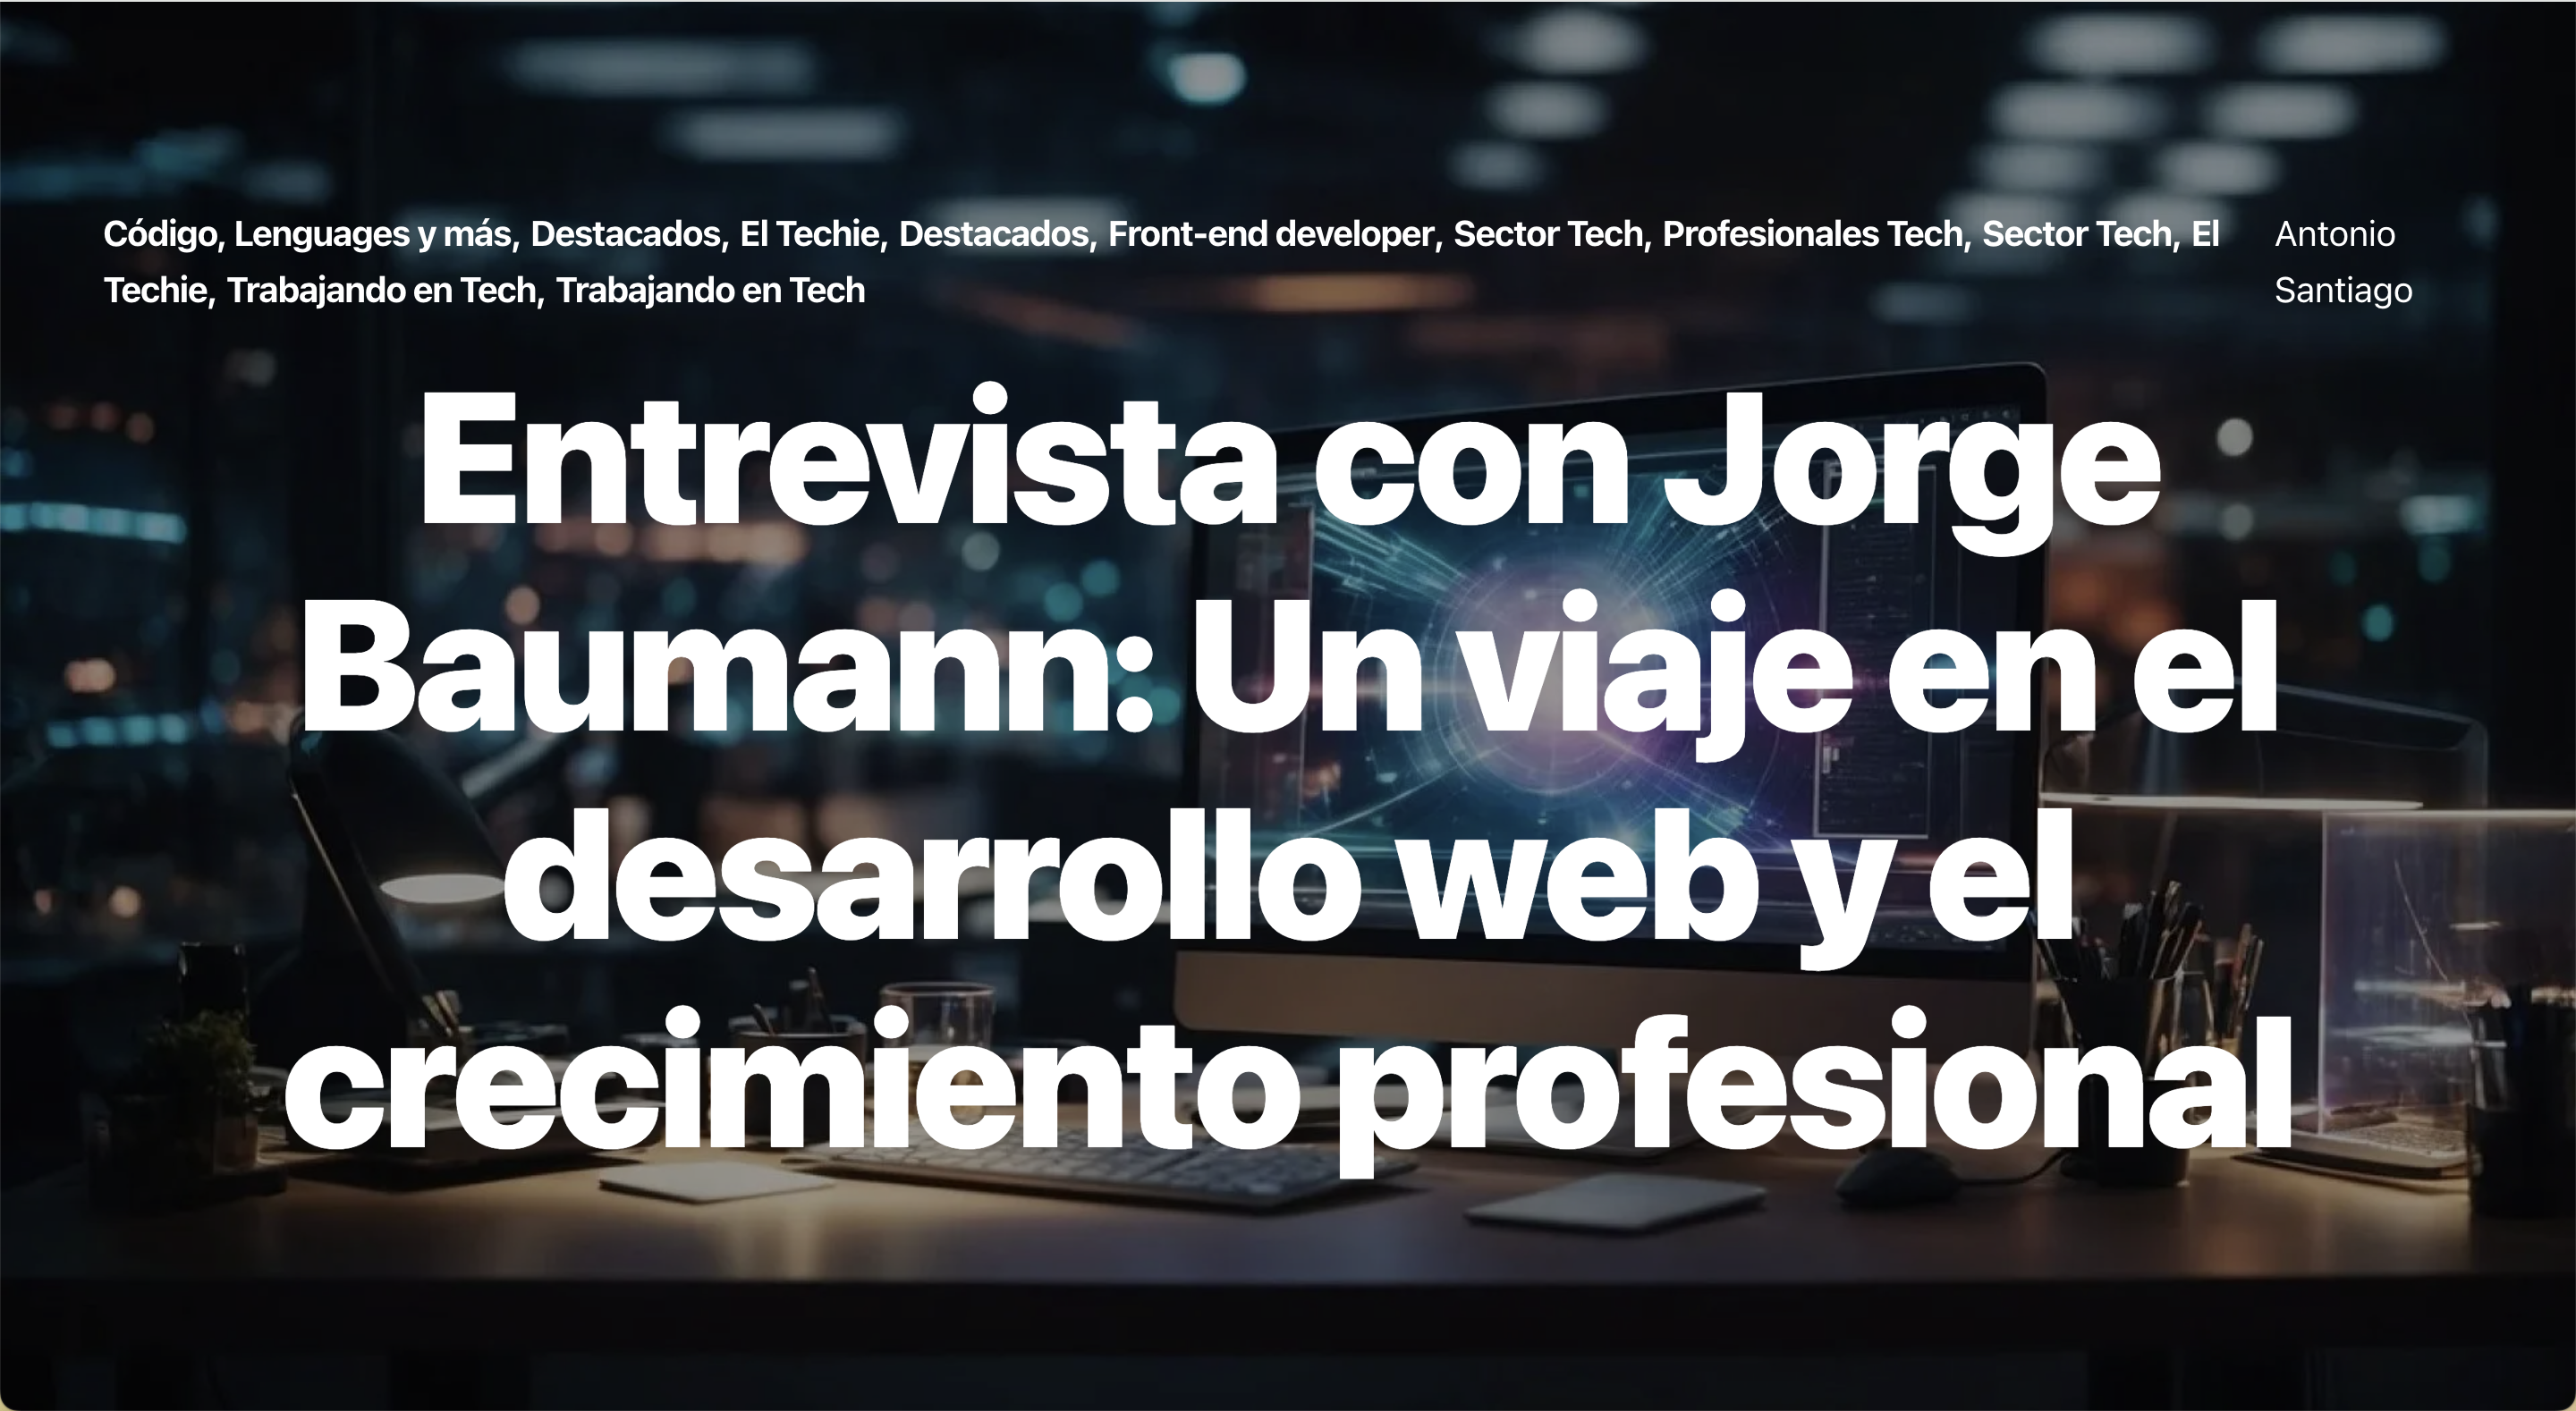 Código, Lenguages y más, Destacados, El Techie, Destacados, Front-end developer, Sector Tech, Profesionales Tech, Sector Tech, El
Techie, Trabajando en Tech, Trabajando en Tech
Antonio
Santiago
Entrevista con Jorge
Baumann: Un viaje en el
desarrollo web y el
crecimiento profesional